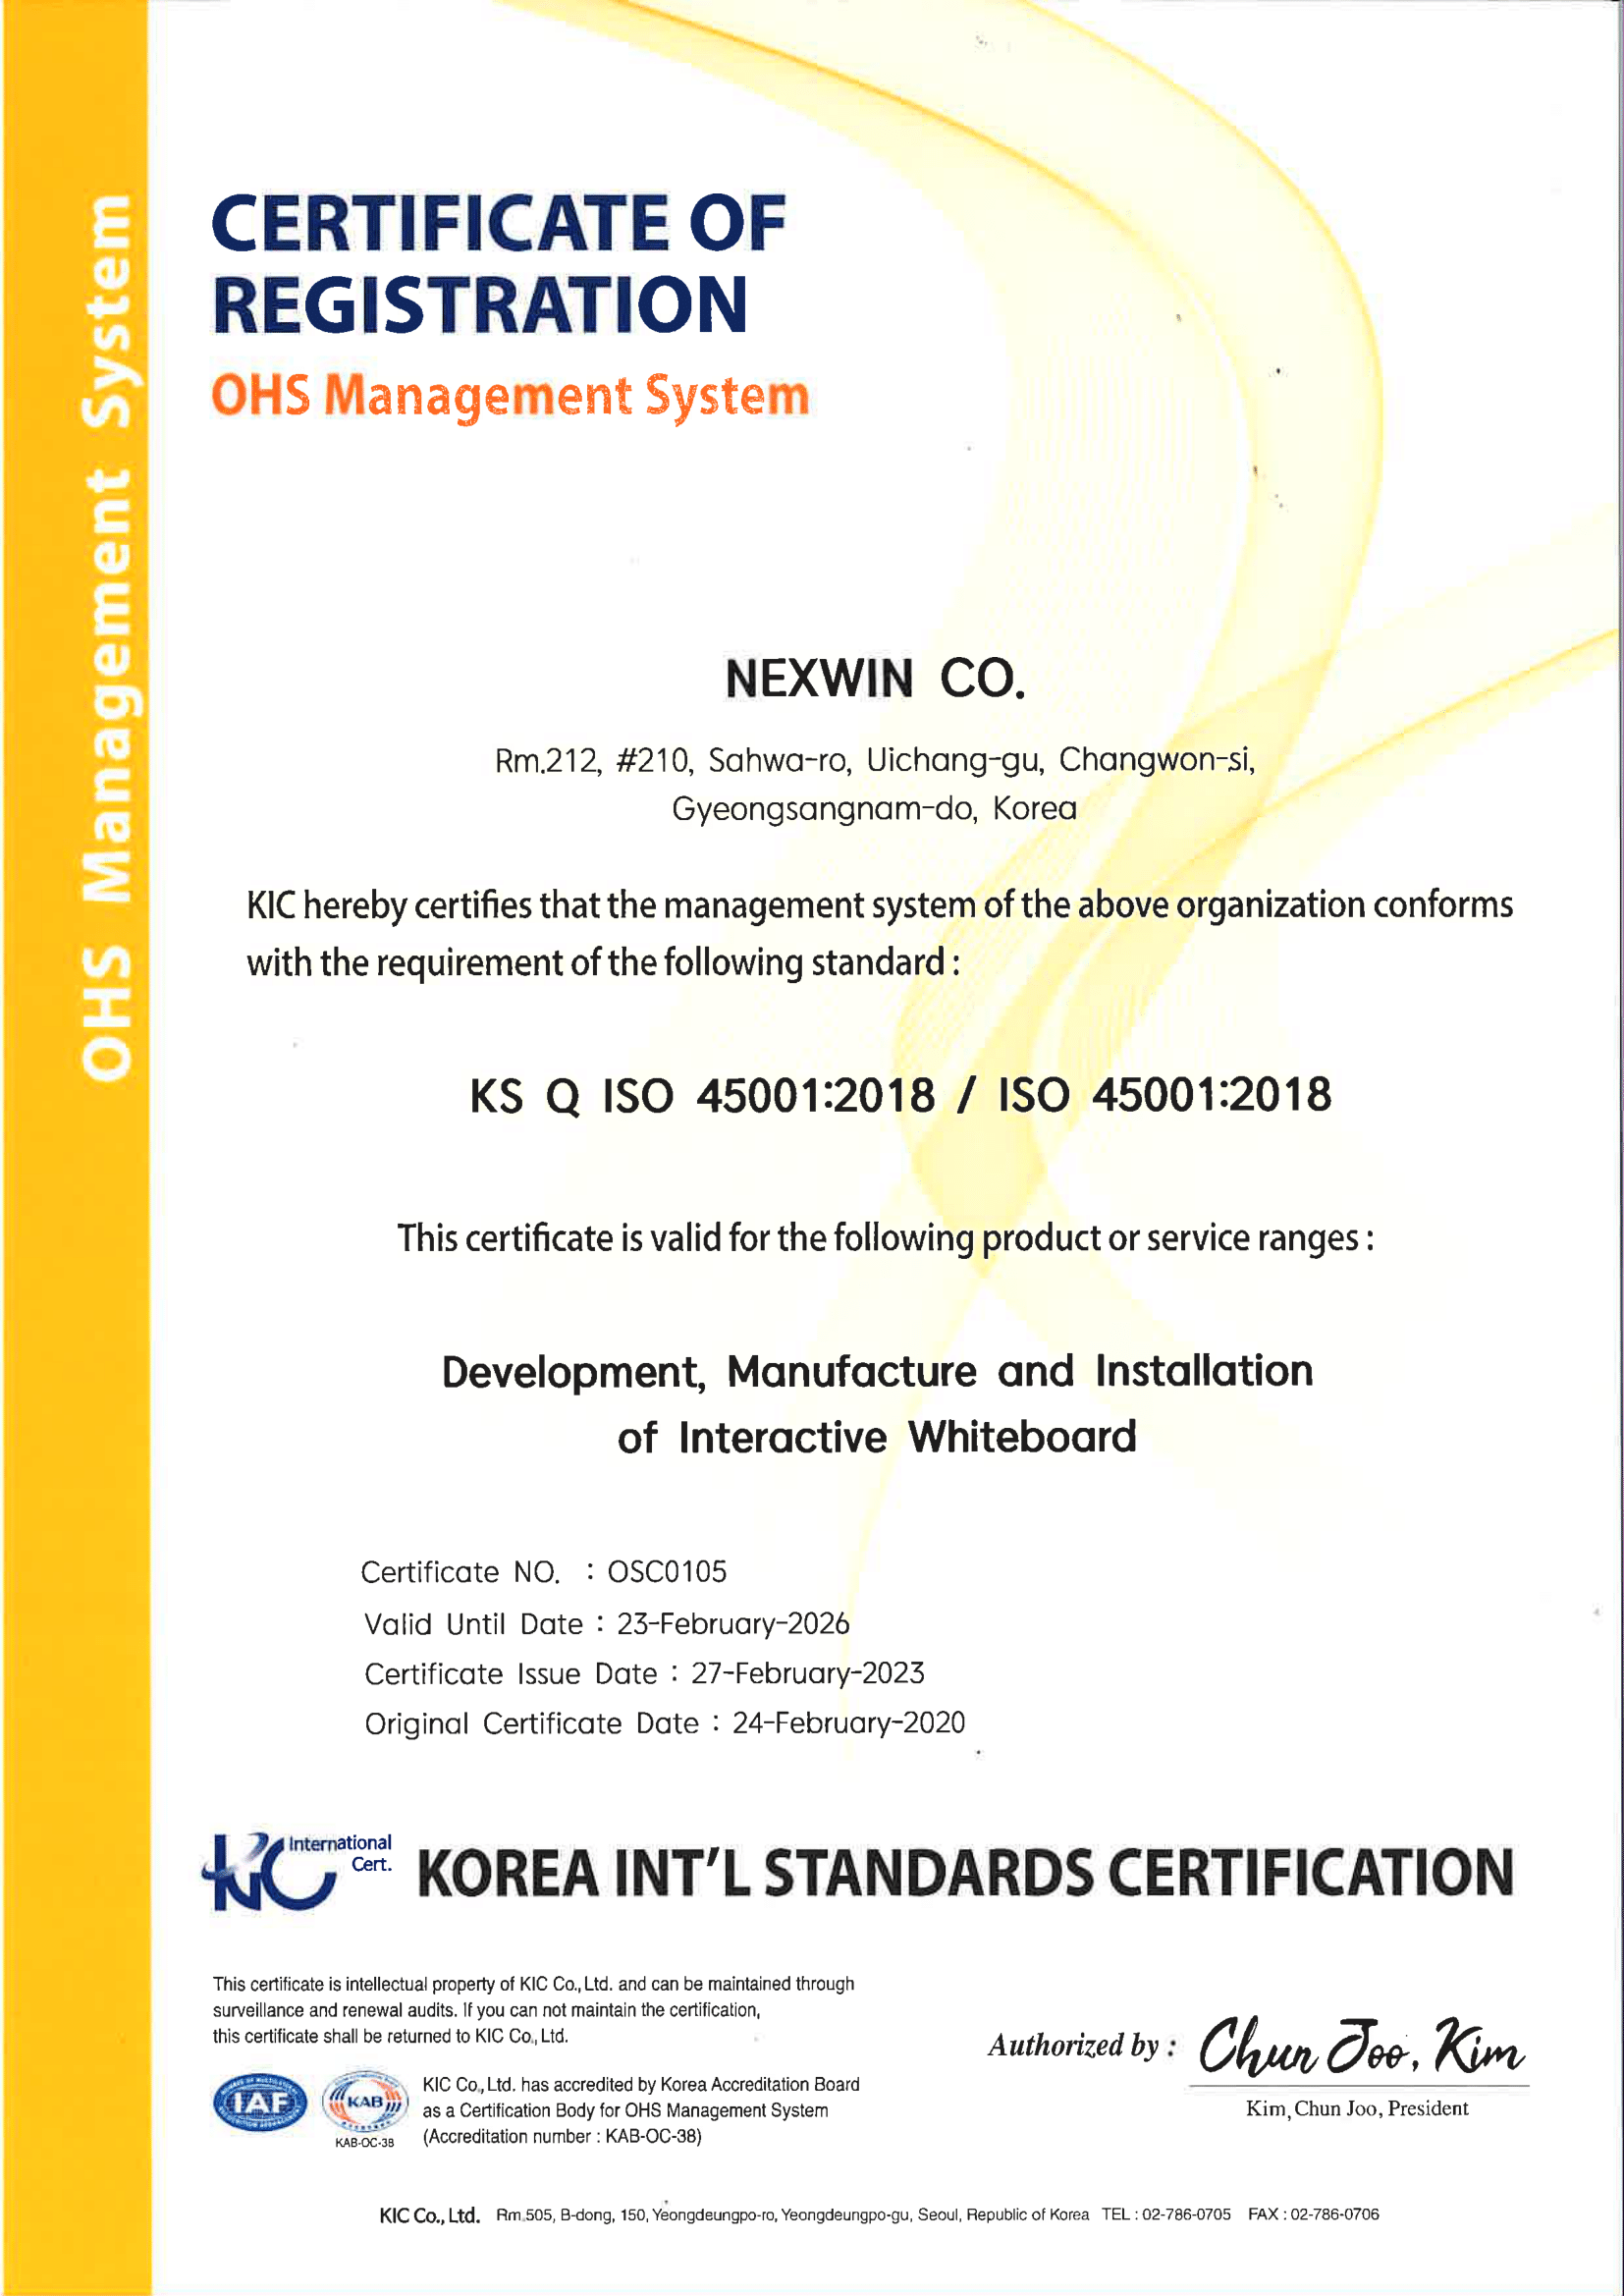 OHS Management System
CERTIFICATE OF
REGISTRATION
OHS Management System
NEXWIN CO.
Rm.212, #210, Sahwa-ro, Uichang-gu, Changwon-si,
Gyeongsangnam-do, Korea
KIC hereby certifies that the management system of the above organization conforms
with the requirement of the following standard :
KS Q ISO 45001:2018 / ISO 45001:2018
This certificate is valid for the following product or service ranges :
Development, Manufacture and Installation
of Interactive Whiteboard
Certificate NO. : OSC0105
Valid Until Date : 23-February-2026
Certificate Issue Date : 27-February-2023
Original Certificate Date : 24-February-2020
KIC International
Cert.
KOREA INT'L STANDARDS CERTIFICATION
This certificate is intellectual property of KIC Co., Ltd. and can be maintained through
surveillance and renewal audits. If you can not maintain the certification,
this certificate shall be returned to KIC Co., Ltd.
Authorized by : Chun Joo, Kim
Kim, Chun Joo, President
IAF
KAB
KAB-OC-38
KIC Co., Ltd. has accredited by Korea Accreditation Board
as a Certification Body for OHS Management System
(Accreditation number : KAB-OC-38)
KIC Co., Ltd. Rm.505, B-dong, 150, Yeongdeungpo-ro, Yeongdeungpo-gu, Seoul, Republic of Korea TEL : 02-786-0705 FAX : 02-786-0706